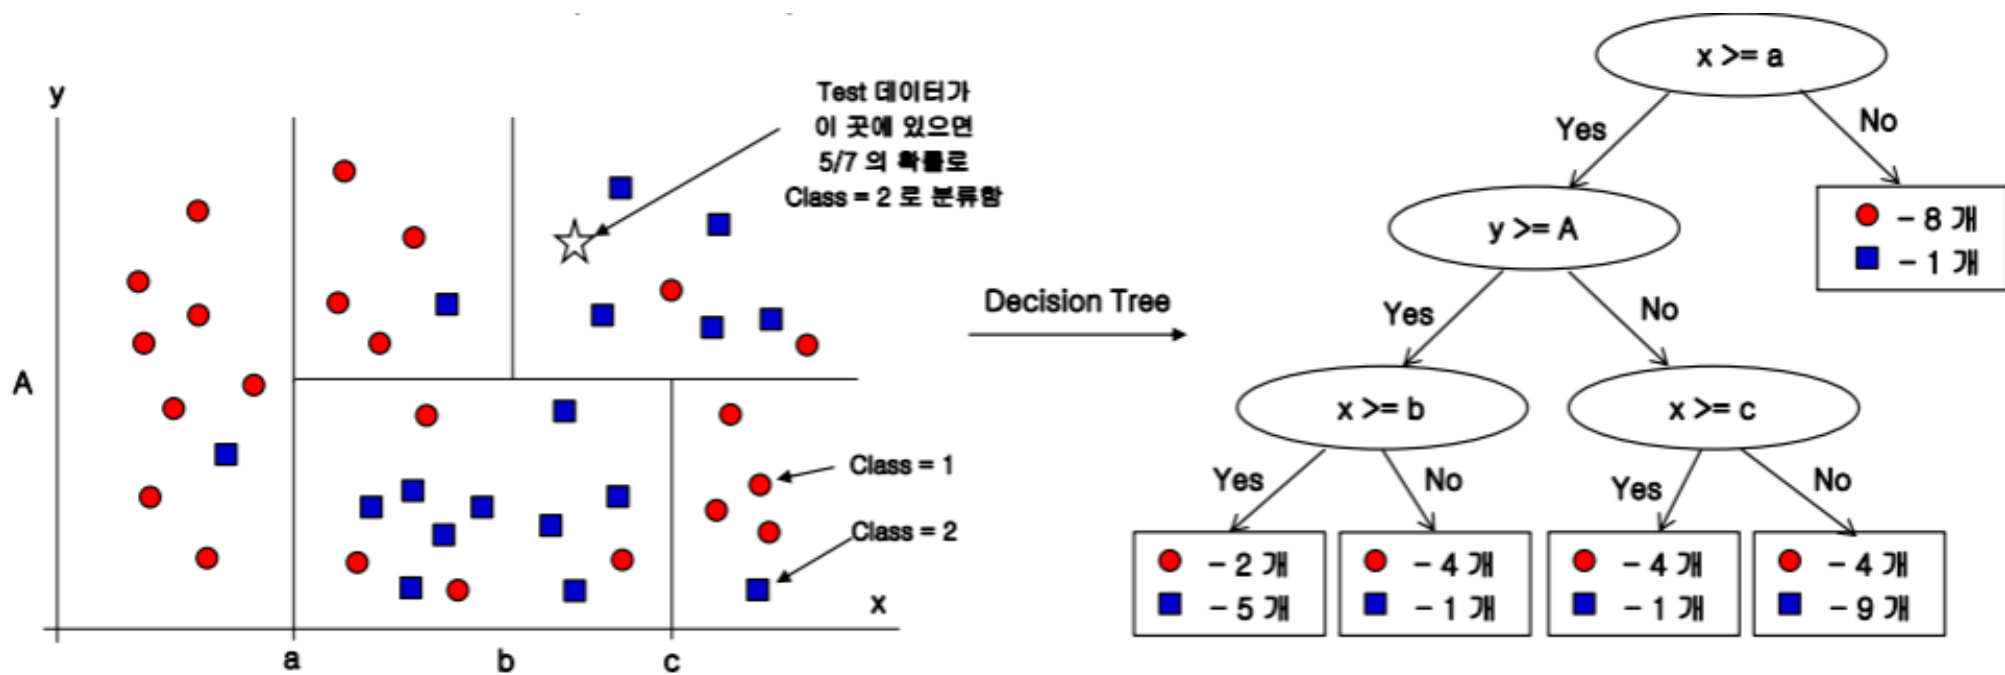 y
A
a
b
c
x
Test 데이터가
이 곳에 있으면
5/7 의 확률로
Class = 2 로 분류함
Class = 1
Class = 2
Decision Tree
x >= a
Yes
No
– 8 개
– 1 개
y >= A
Yes
No
x >= b
x >= c
Yes
No
Yes
No
– 2 개
– 5 개
– 4 개
– 1 개
– 4 개
– 1 개
– 4 개
– 9 개